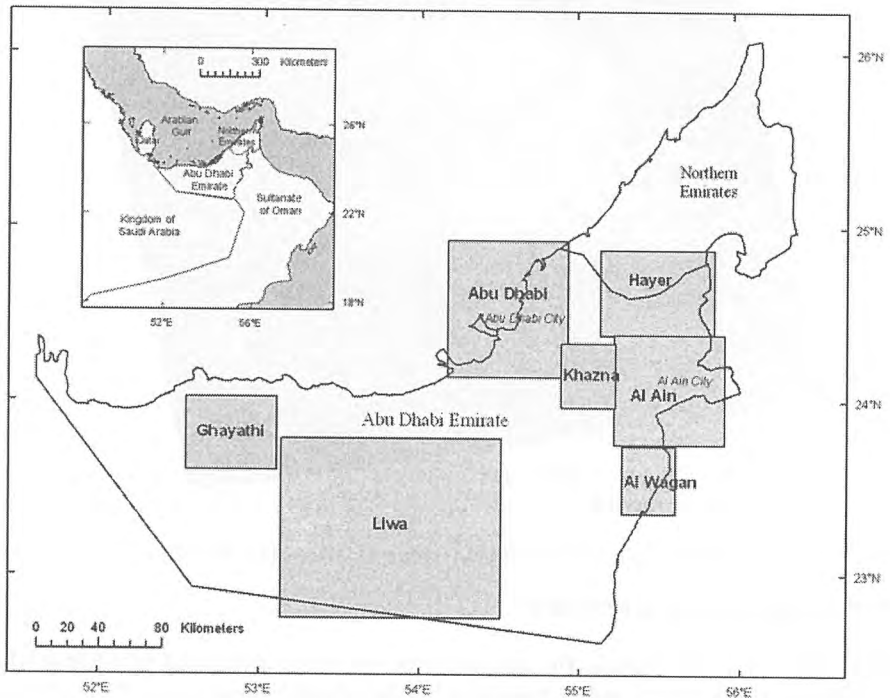 0 300 Kilometers
Arabian
Gulf
Qatar
Northern
Emirates
Abu Dhabi
Emirate
Sultanate
of Oman
Kingdom of
Saudi Arabia
26°N
22°N
18°N
52°E
56°E
26°N
Northern
Emirates
25°N
Abu Dhabi
Abu Dhabi City
Hayer
Khazna
Al Ain City
Al Ain
24°N
Abu Dhabi Emirate
Ghayathi
Al Wagan
Liwa
23°N
0 20 40 80 Kilometers
52°E
53°E
54°E
55°E
56°E